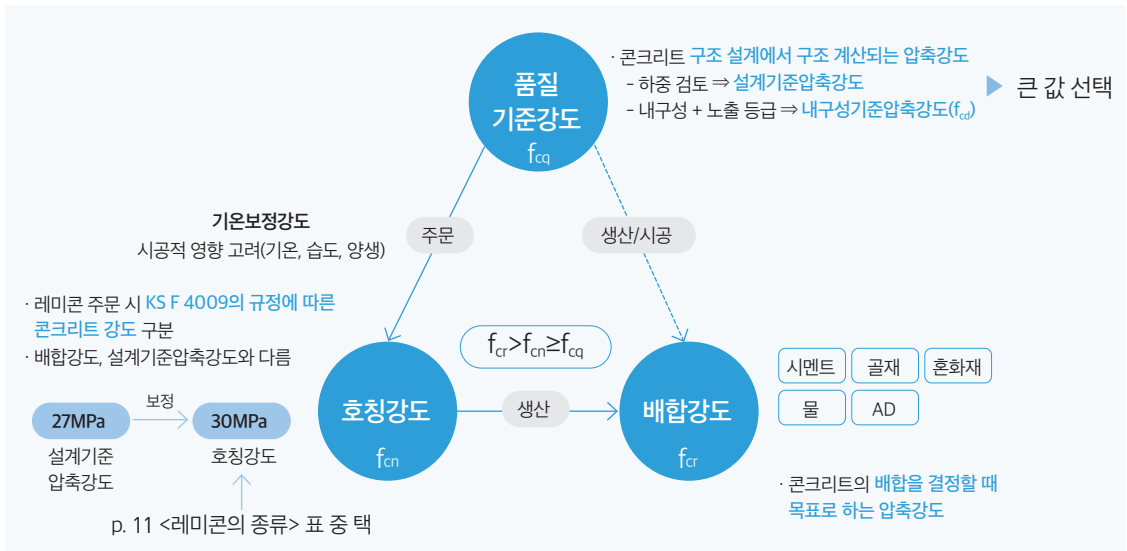 품질
기준강도
fcq
· 콘크리트 구조 설계에서 구조 계산되는 압축강도
- 하중 검토 ⇒ 설계기준압축강도
- 내구성 + 노출 등급 ⇒ 내구성기준압축강도(fcd)
큰 값 선택
기온보정강도
시공적 영향 고려(기온, 습도, 양생)
주문
생산/시공
· 레미콘 주문 시 KS F 4009의 규정에 따른
콘크리트 강도 구분
· 배합강도, 설계기준압축강도와 다름
fcr>fcn≥fcq
27MPa
보정
30MPa
설계기준
압축강도
호칭강도
p. 11 <레미콘의 종류> 표 중 택
호칭강도
fcn
생산
배합강도
fcr
시멘트
골재
혼화재
물
AD
· 콘크리트의 배합을 결정할 때
목표로 하는 압축강도